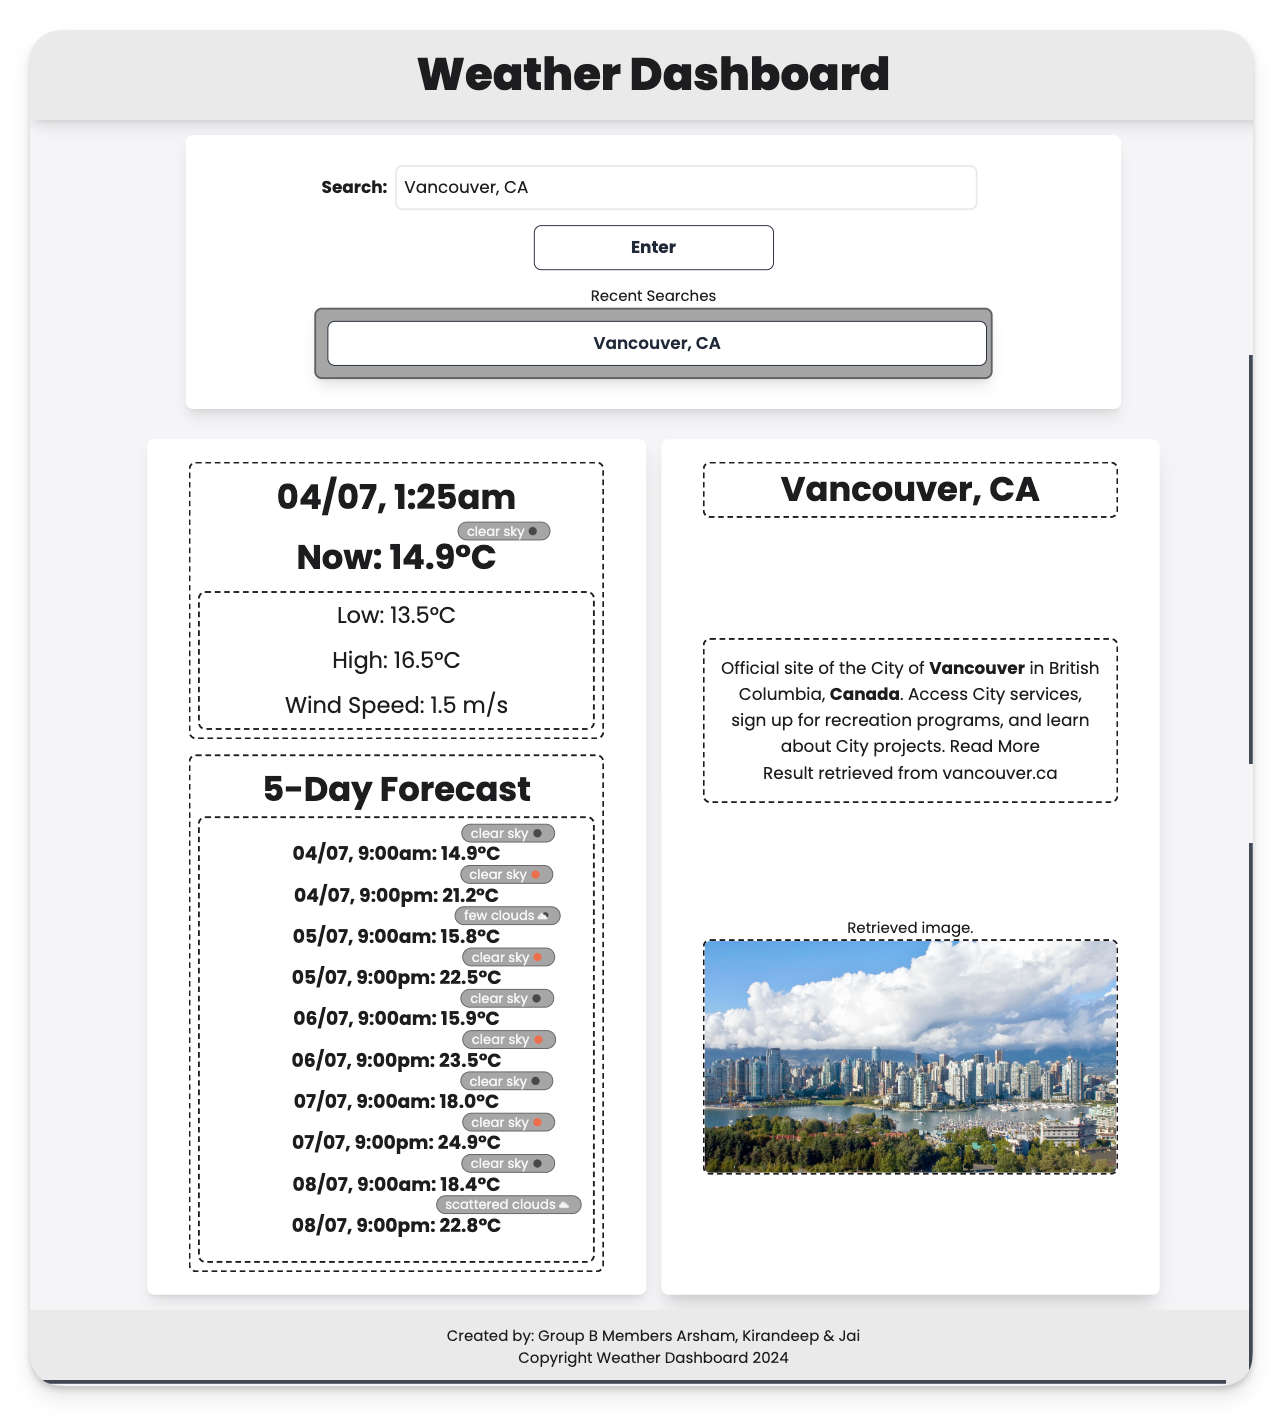 Weather Dashboard
Search: Vancouver, CA
Enter
Recent Searches
Vancouver, CA
04/07, 1:25am
clear sky
Now: 14.9°C
Low: 13.5°C
High: 16.5°C
Wind Speed: 1.5 m/s
5-Day Forecast
clear sky
04/07, 9:00am: 14.9°C
clear sky
04/07, 9:00pm: 21.2°C
few clouds
05/07, 9:00am: 15.8°C
clear sky
05/07, 9:00pm: 22.5°C
clear sky
06/07, 9:00am: 15.9°C
clear sky
06/07, 9:00pm: 23.5°C
clear sky
07/07, 9:00am: 18.0°C
clear sky
07/07, 9:00pm: 24.9°C
clear sky
08/07, 9:00am: 18.4°C
scattered clouds
08/07, 9:00pm: 22.8°C
Vancouver, CA
Official site of the City of Vancouver in British
Columbia, Canada. Access City services,
sign up for recreation programs, and learn
about City projects. Read More
Result retrieved from vancouver.ca
Retrieved image.
Created by: Group B Members Arsham, Kirandeep & Jai
Copyright Weather Dashboard 2024